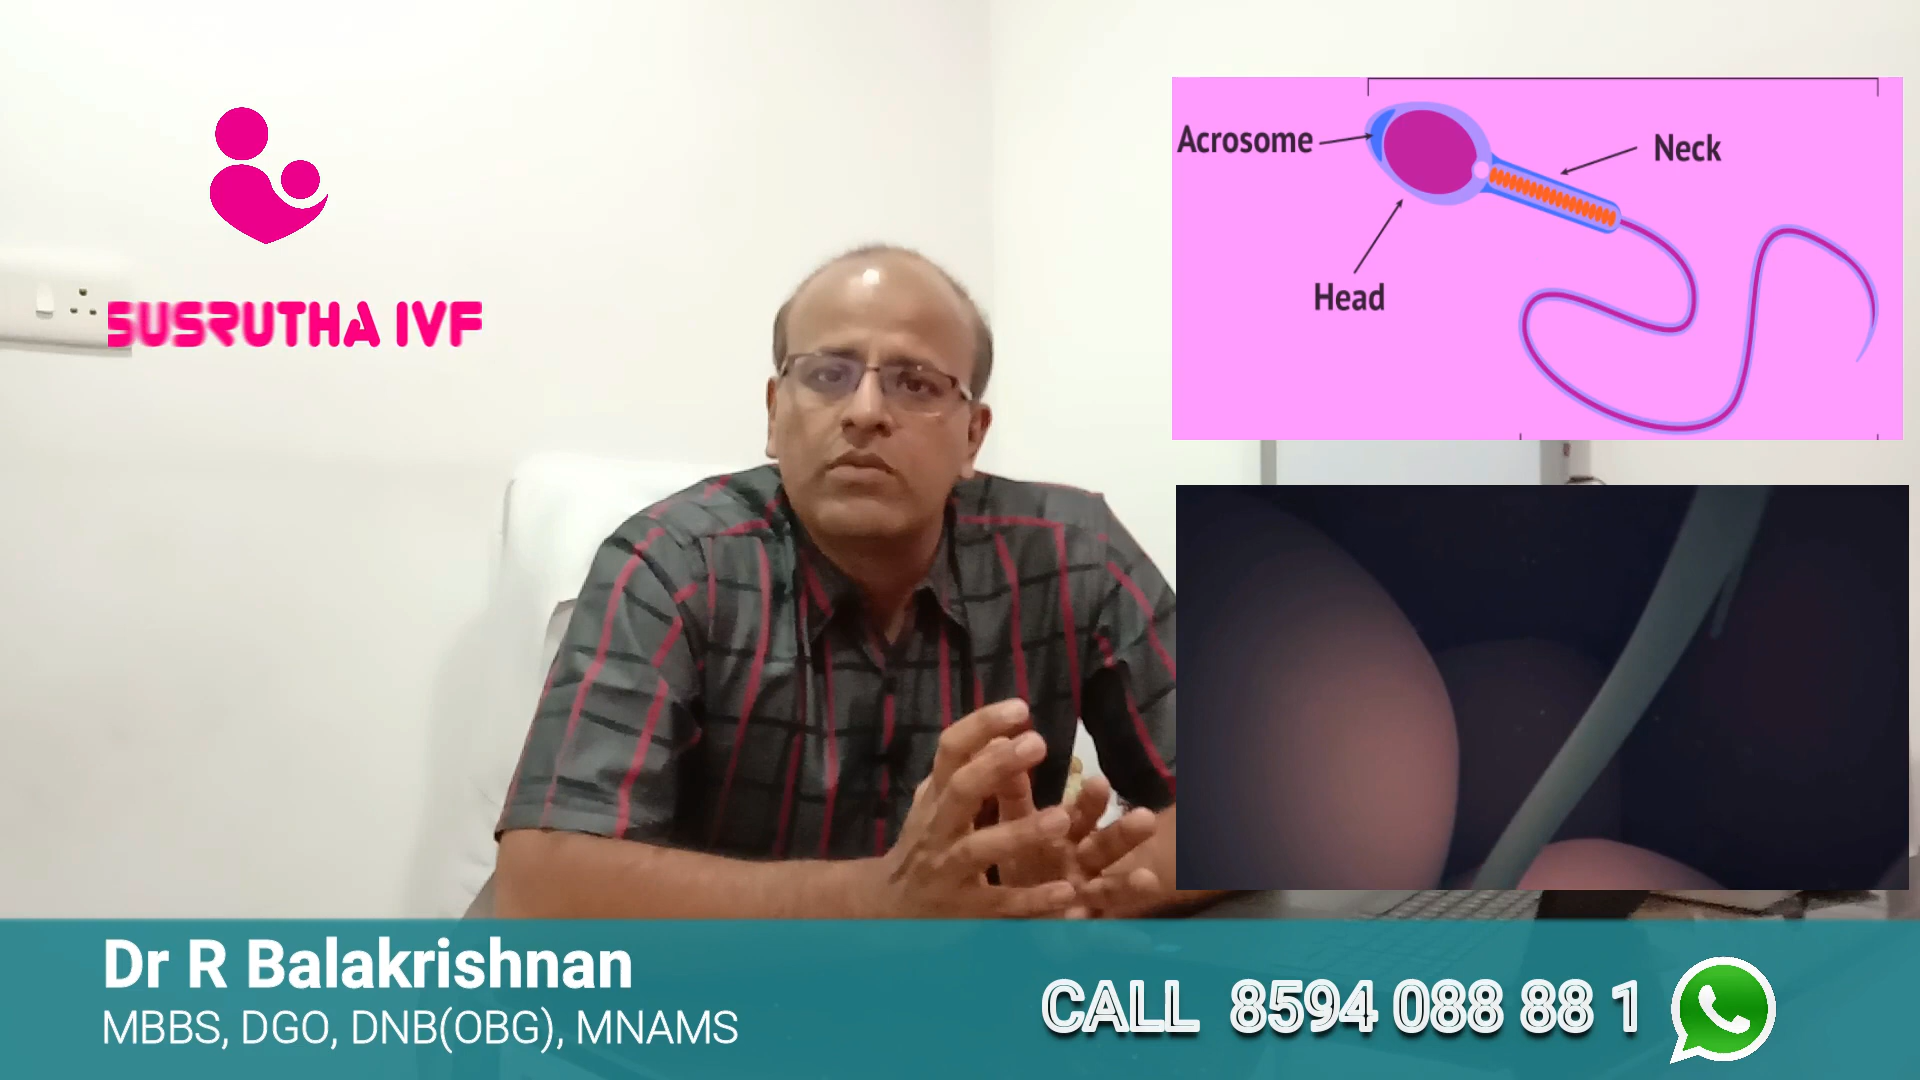 SUSRUTHA IVF
Acrosome
Neck
Head
Dr R Balakrishnan
MBBS, DGO, DNB(OBG), MNAMS
CALL 8594 088 88 1